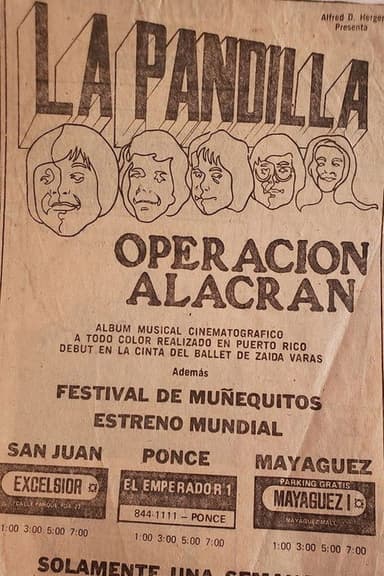 Alfred D. Herger
Presenta
LA PANDILLA
OPERACION
ALACRAN
ALBUM MUSICAL CINEMATOGRAFICO
A TODO COLOR REALIZADO EN PUERTO RICO
DEBUT EN LA CINTA DEL BALLET DE ZAIDA VARAS
Además
FESTIVAL DE MUÑEQUITOS
ESTRENO MUNDIAL
SAN JUAN
EXCELSIOR
1:00 3:00 5:00 7:00
PONCE
EL EMPERADOR 1
844-1111 - PONCE
1:00 3:00 5:00 7:00
MAYAGUEZ
PARKING GRATIS
MAYAGUEZ I
MAYAGUEZ MALL
1:00 3:00 5:00 7:00
SOLAMENTE UNA SEMANA